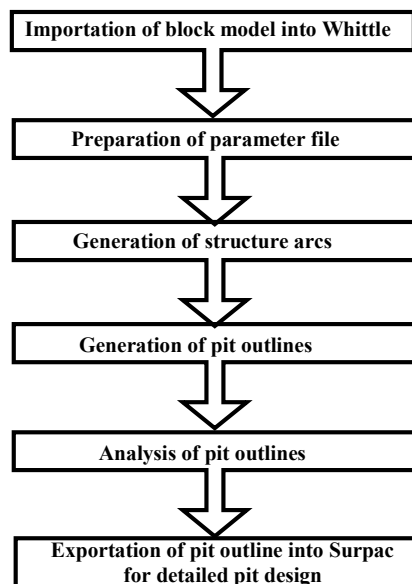 Importation of block model into Whittle
Preparation of parameter file
Generation of structure arcs
Generation of pit outlines
Analysis of pit outlines
Exportation of pit outline into Surpac
for detailed pit design